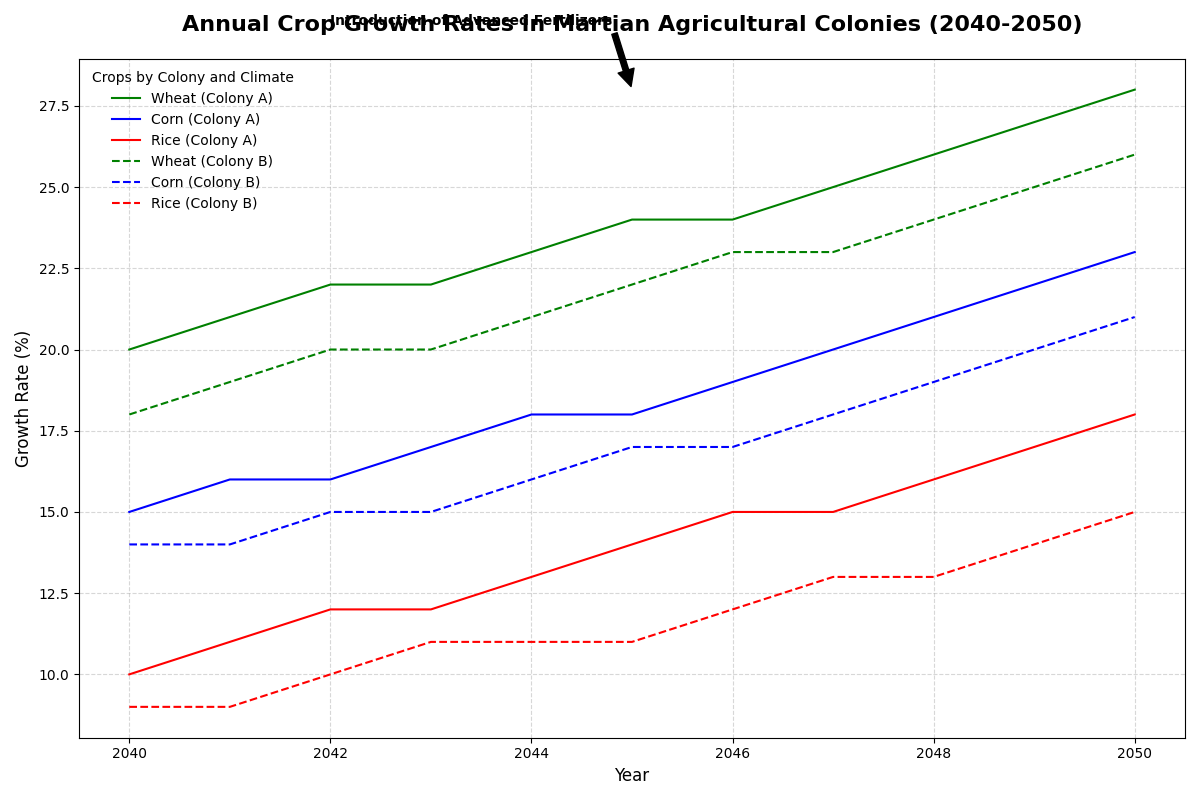 Annual Crop Growth Rates in Martian Agricultural Colonies (2040-2050)
Introduction of Advanced Fertilizers
Crops by Colony and Climate
Wheat (Colony A)
Corn (Colony A)
Rice (Colony A)
Wheat (Colony B)
Corn (Colony B)
Rice (Colony B)
Growth Rate (%)
27.5
25.0
22.5
20.0
17.5
15.0
12.5
10.0
2040
2042
2044
2046
2048
2050
Year